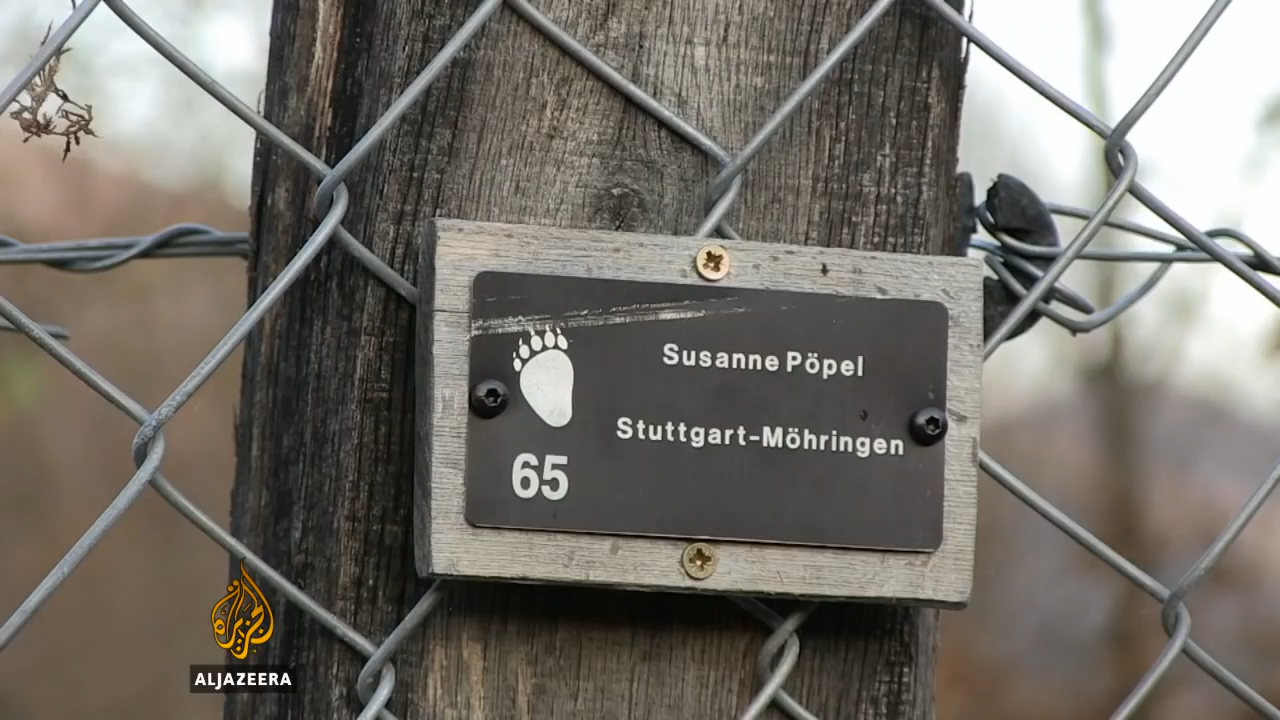 Susanne Pöpel
Stuttgart-Möhringen
65
الجزيرة
ALJAZEERA